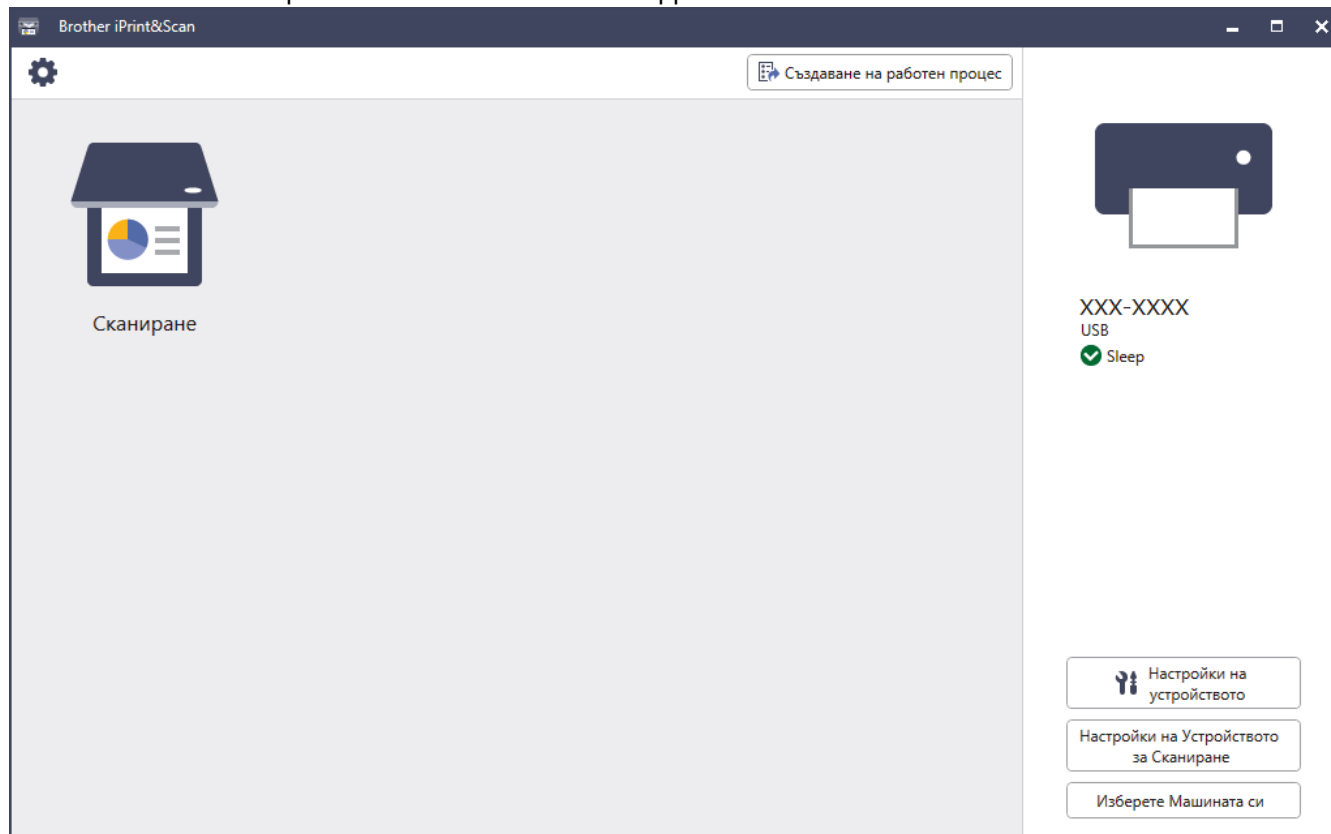 Brother iPrint&Scan
Създаване на работен процес
Сканиране
XXX-XXXX
USB
Sleep
Настройки на
устройството
Настройки на Устройството
за Сканиране
Изберете Машината си